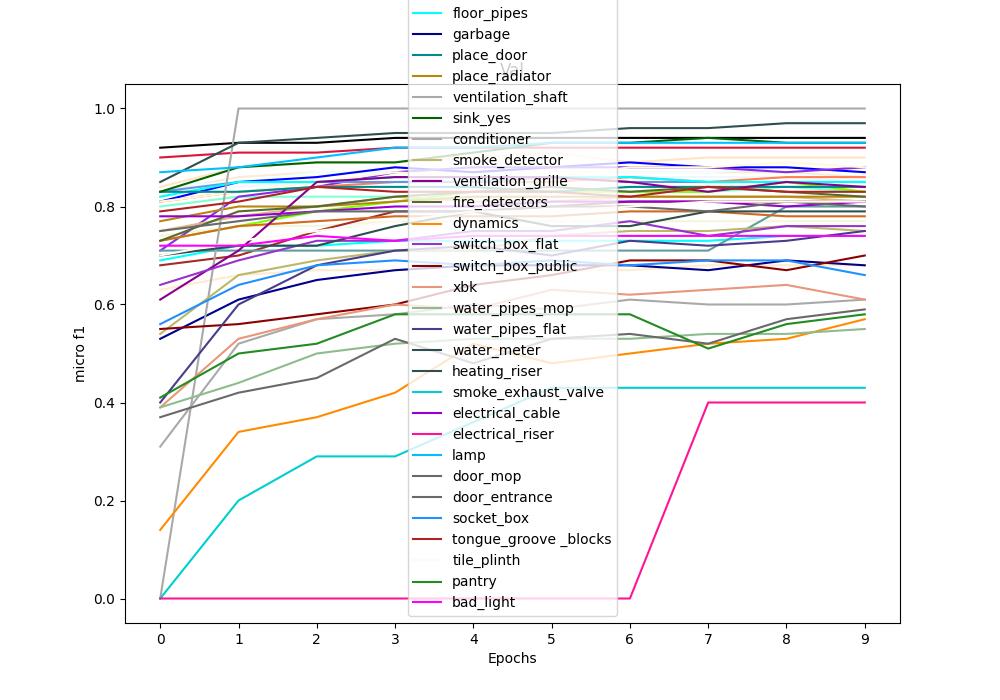 floor_pipes
garbage
place_door
place_radiator
Val
ventilation_shaft
sink_yes
conditioner
smoke_detector
ventilation_grille
fire_detectors
dynamics
switch_box_flat
switch_box_public
xbk
water_pipes_mop
water_pipes_flat
water_meter
heating_riser
smoke_exhaust_valve
electrical_cable
electrical_riser
lamp
door_mop
door_entrance
socket_box
tongue_groove _blocks
tile_plinth
pantry
bad_light
1.0
0.8
0.6
0.4
0.2
0.0
micro f1
0 1 2 3 4 5 6 7 8 9
Epochs